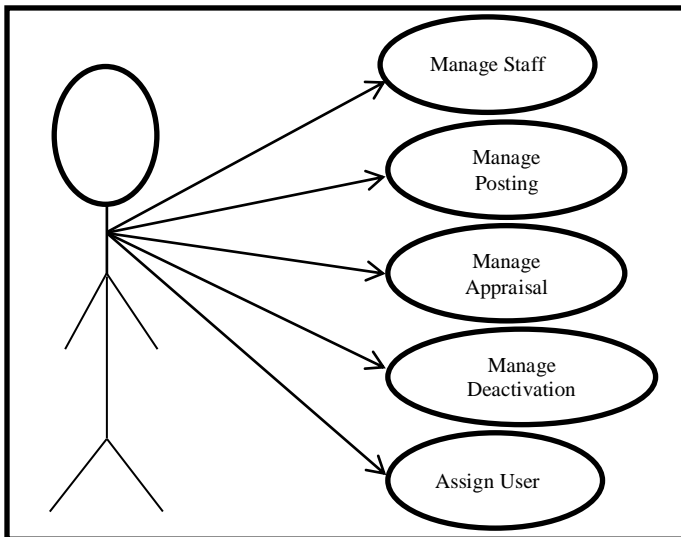 Manage Staff
Manage
Posting
Manage
Appraisal
Manage
Deactivation
Assign User